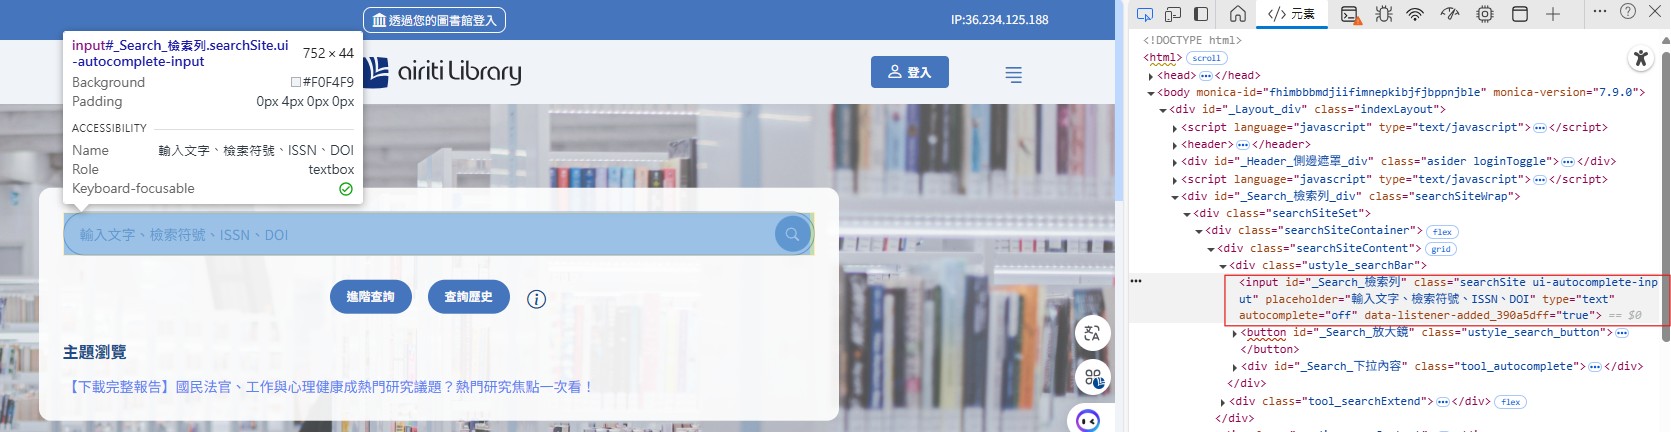 透過您的圖書館登入
IP:36.234.125.188
input#_Search_檢索列.searchSite.ui
-autocomplete-input
752 × 44
Background
#F0F4F9
Padding
0px 4px 0px 0px
ACCESSIBILITY
Name
輸入文字、檢索符號、ISSN、DOI
Role
textbox
Keyboard-focusable
airiti Library
登入
輸入文字、檢索符號、ISSN、DOI
進階查詢
查詢歷史
主題瀏覽
【下載完整報告】國民法官、工作與心理健康成熱門研究議題？熱門研究焦點一次看！
元素
<!DOCTYPE html>
<html> scroll
<head> ••• </head>
<body monica-id="fhimbbbmdjiifimnepkibjfjbppnjble" monica-version="7.9.0">
<div id="_Layout_div" class="indexLayout">
<script language="javascript" type="text/javascript"> ••• </script>
<header> ••• </header>
<div id="_Header_側邊遮罩_div" class="asider loginToggle"> ••• </div>
<script language="javascript" type="text/javascript"> ••• </script>
<div id="_Search_檢索列_div" class="searchSiteWrap">
<div class="searchSiteSet">
<div class="searchSiteContainer"> flex
<div class="searchSiteContent"> grid
<div class="ustyle_searchBar">
<input id="_Search_檢索列" class="searchSite ui-autocomplete-inp
ut" placeholder="輸入文字、檢索符號、ISSN、DOI" type="text"
autocomplete="off" data-listener-added_390a5dff="true"> == $0
<button id="_Search_放大鏡" class="ustyle_search_button"> •••
</button>
<div id="_Search_下拉內容" class="tool_autocomplete"> ••• </div>
</div>
<div class="tool_searchExtend"> ••• </div> flex
</div>